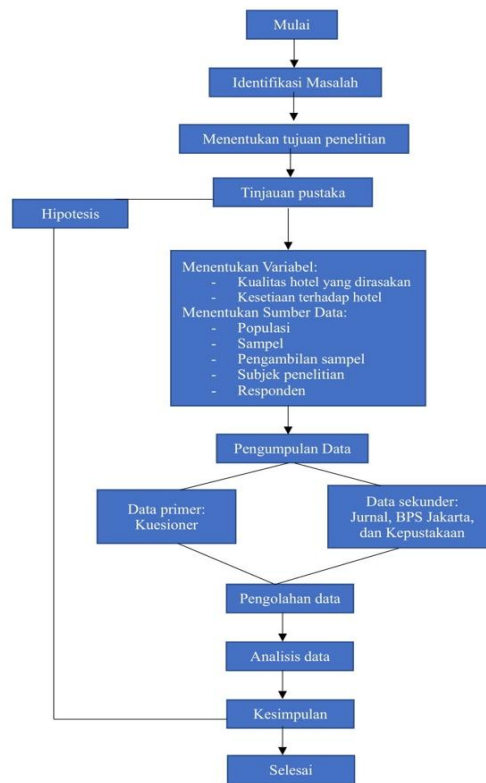 Mulai
Identifikasi Masalah
Menentukan tujuan penelitian
Tinjauan pustaka
Hipotesis
Menentukan Variabel:
- Kualitas hotel yang dirasakan
- Kesetiaan terhadap hotel
Menentukan Sumber Data:
- Populasi
- Sampel
- Pengambilan sampel
- Subjek penelitian
- Responden
Pengumpulan Data
Data primer:
Kuesioner
Data sekunder:
Jurnal, BPS Jakarta,
dan Kepustakaan
Pengolahan data
Analisis data
Kesimpulan
Selesai